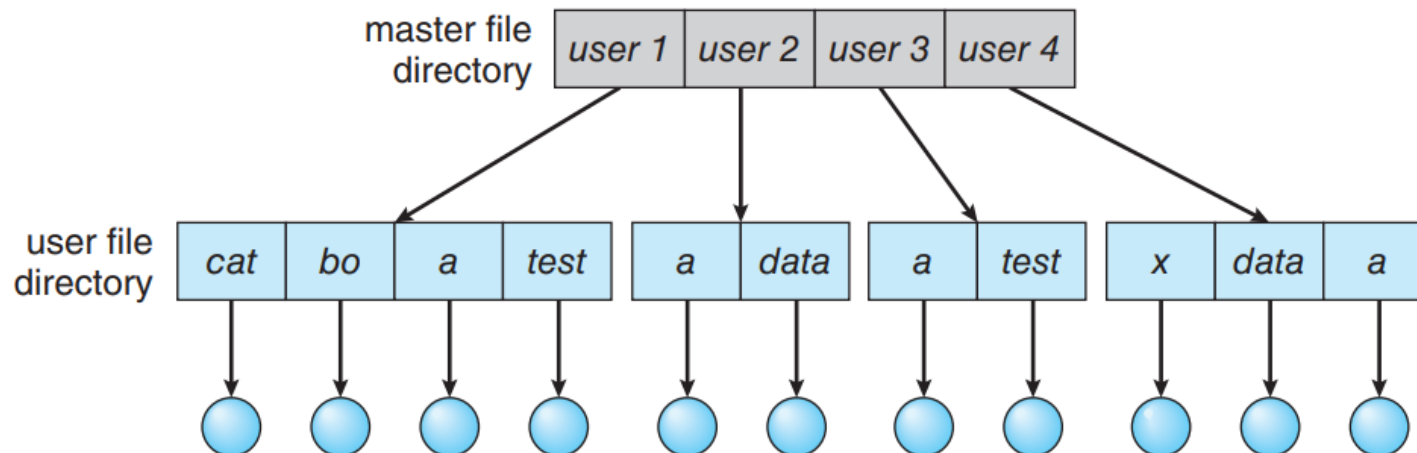 master file
directory
user 1 user 2 user 3 user 4
user file
directory
cat bo a test a data a test x data a